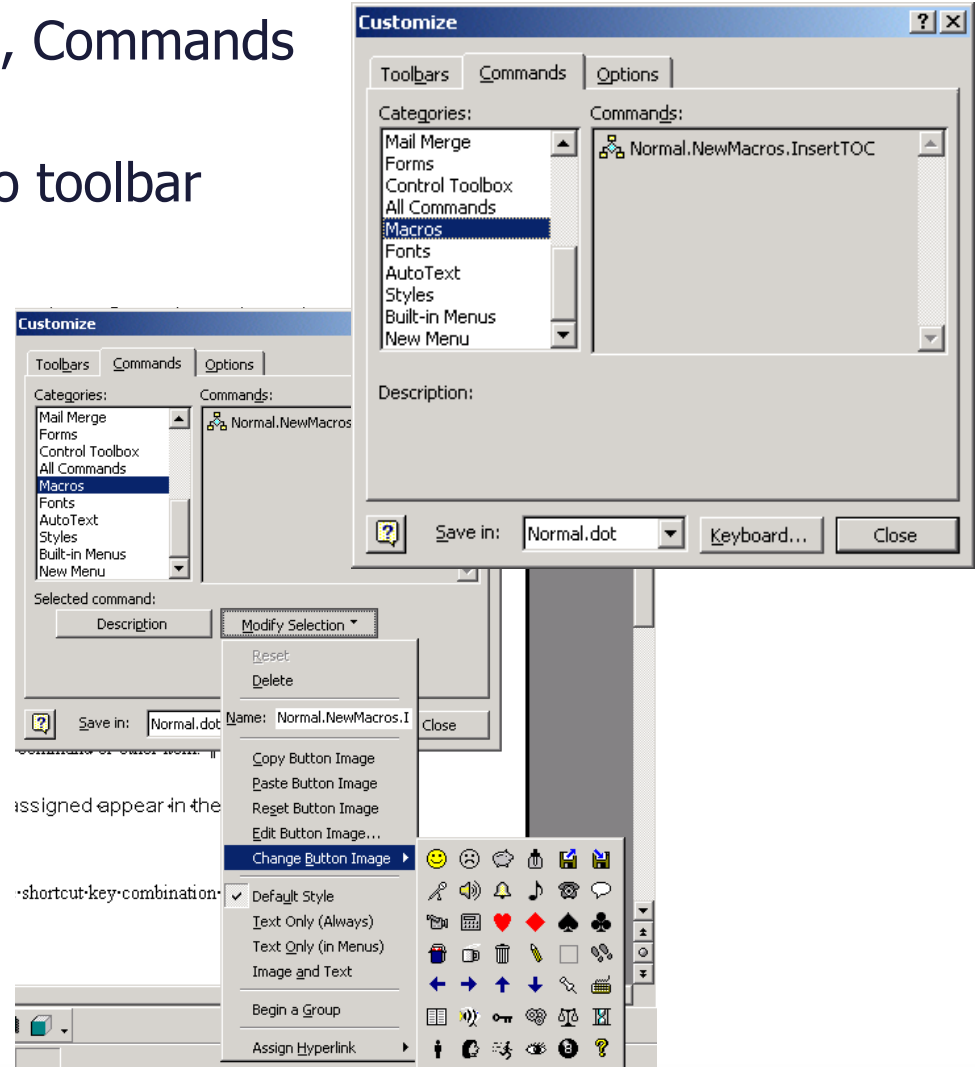 , Commands
o toolbar
Customize
Toolbars Commands Options
Categories: Commands:
Mail Merge
Forms
Control Toolbox
All Commands
Macros
Fonts
AutoText
Styles
Built-in Menus
New Menu
Normal.NewMacros.InsertTOC
Description:
Save in: Normal.dot Keyboard... Close
Customize
Toolbars Commands Options
Categories: Commands:
Mail Merge
Forms
Control Toolbox
All Commands
Macros
Fonts
AutoText
Styles
Built-in Menus
New Menu
Normal.NewMacros
Selected command:
Description Modify Selection
Save in: Normal.dot Close
Reset
Delete
Name: Normal.NewMacros.I
Copy Button Image
Paste Button Image
Reset Button Image
Edit Button Image...
Change Button Image
Default Style
Text Only (Always)
Text Only (in Menus)
Image and Text
Begin a Group
Assign Hyperlink
assigned appear in the
shortcut key combination